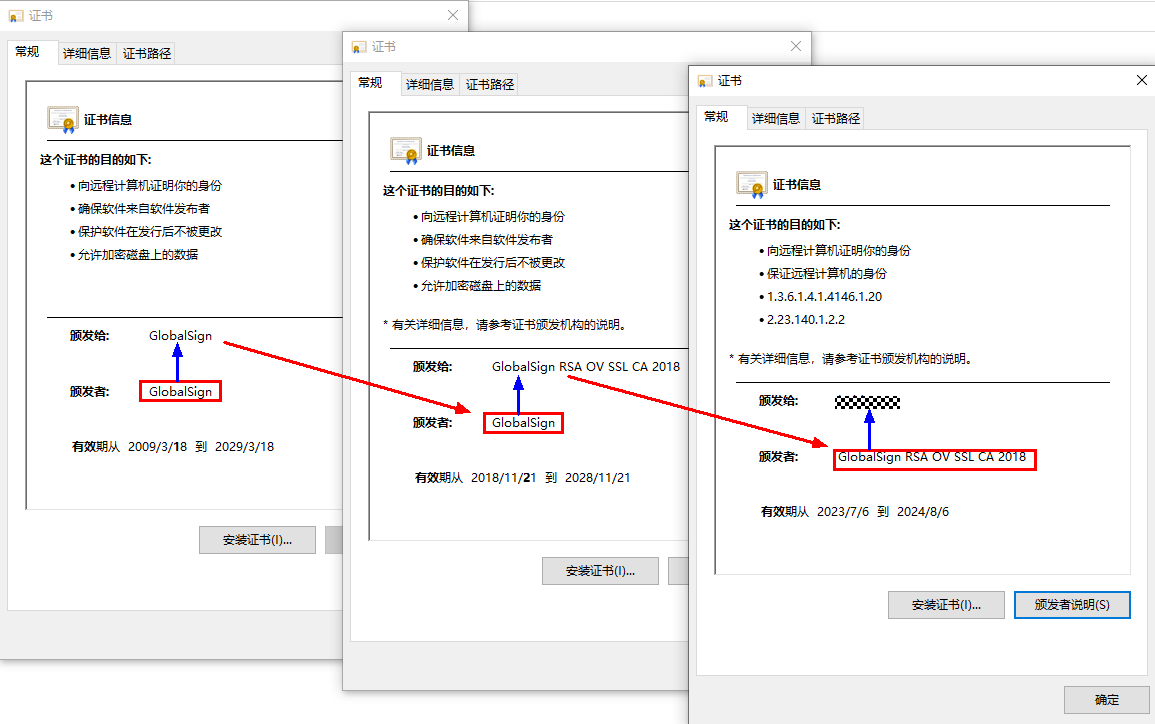 证书
常规
详细信息
证书路径
证书信息
这个证书的目的如下:
• 向远程计算机证明你的身份
• 确保软件来自软件发布者
• 保护软件在发行后不被更改
• 允许加密磁盘上的数据
颁发给: GlobalSign
颁发者: GlobalSign
有效期从 2009/3/18 到 2029/3/18
安装证书(I)...
证书
常规
详细信息
证书路径
证书信息
这个证书的目的如下:
• 向远程计算机证明你的身份
• 确保软件来自软件发布者
• 保护软件在发行后不被更改
• 允许加密磁盘上的数据
* 有关详细信息，请参考证书颁发机构的说明。
颁发给: GlobalSign RSA OV SSL CA 2018
颁发者: GlobalSign
有效期从 2018/11/21 到 2028/11/21
安装证书(I)...
证书
常规
详细信息
证书路径
证书信息
这个证书的目的如下:
• 向远程计算机证明你的身份
• 保证远程计算机的身份
• 1.3.6.1.4.1.4146.1.20
• 2.23.140.1.2.2
* 有关详细信息，请参考证书颁发机构的说明。
颁发给:
颁发者: GlobalSign RSA OV SSL CA 2018
有效期从 2023/7/6 到 2024/8/6
安装证书(I)...
颁发者说明(S)
确定